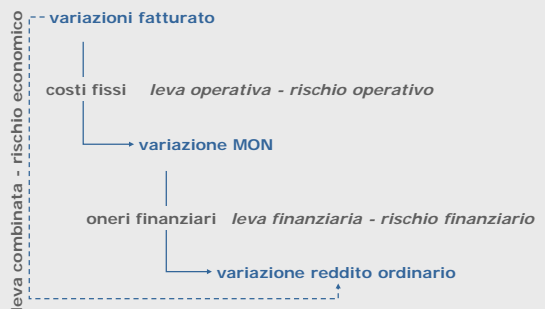 leva combinata - rischio economico
variazioni fatturato
costi fissi leva operativa - rischio operativo
variazione MON
oneri finanziari leva finanziaria - rischio finanziario
variazione reddito ordinario